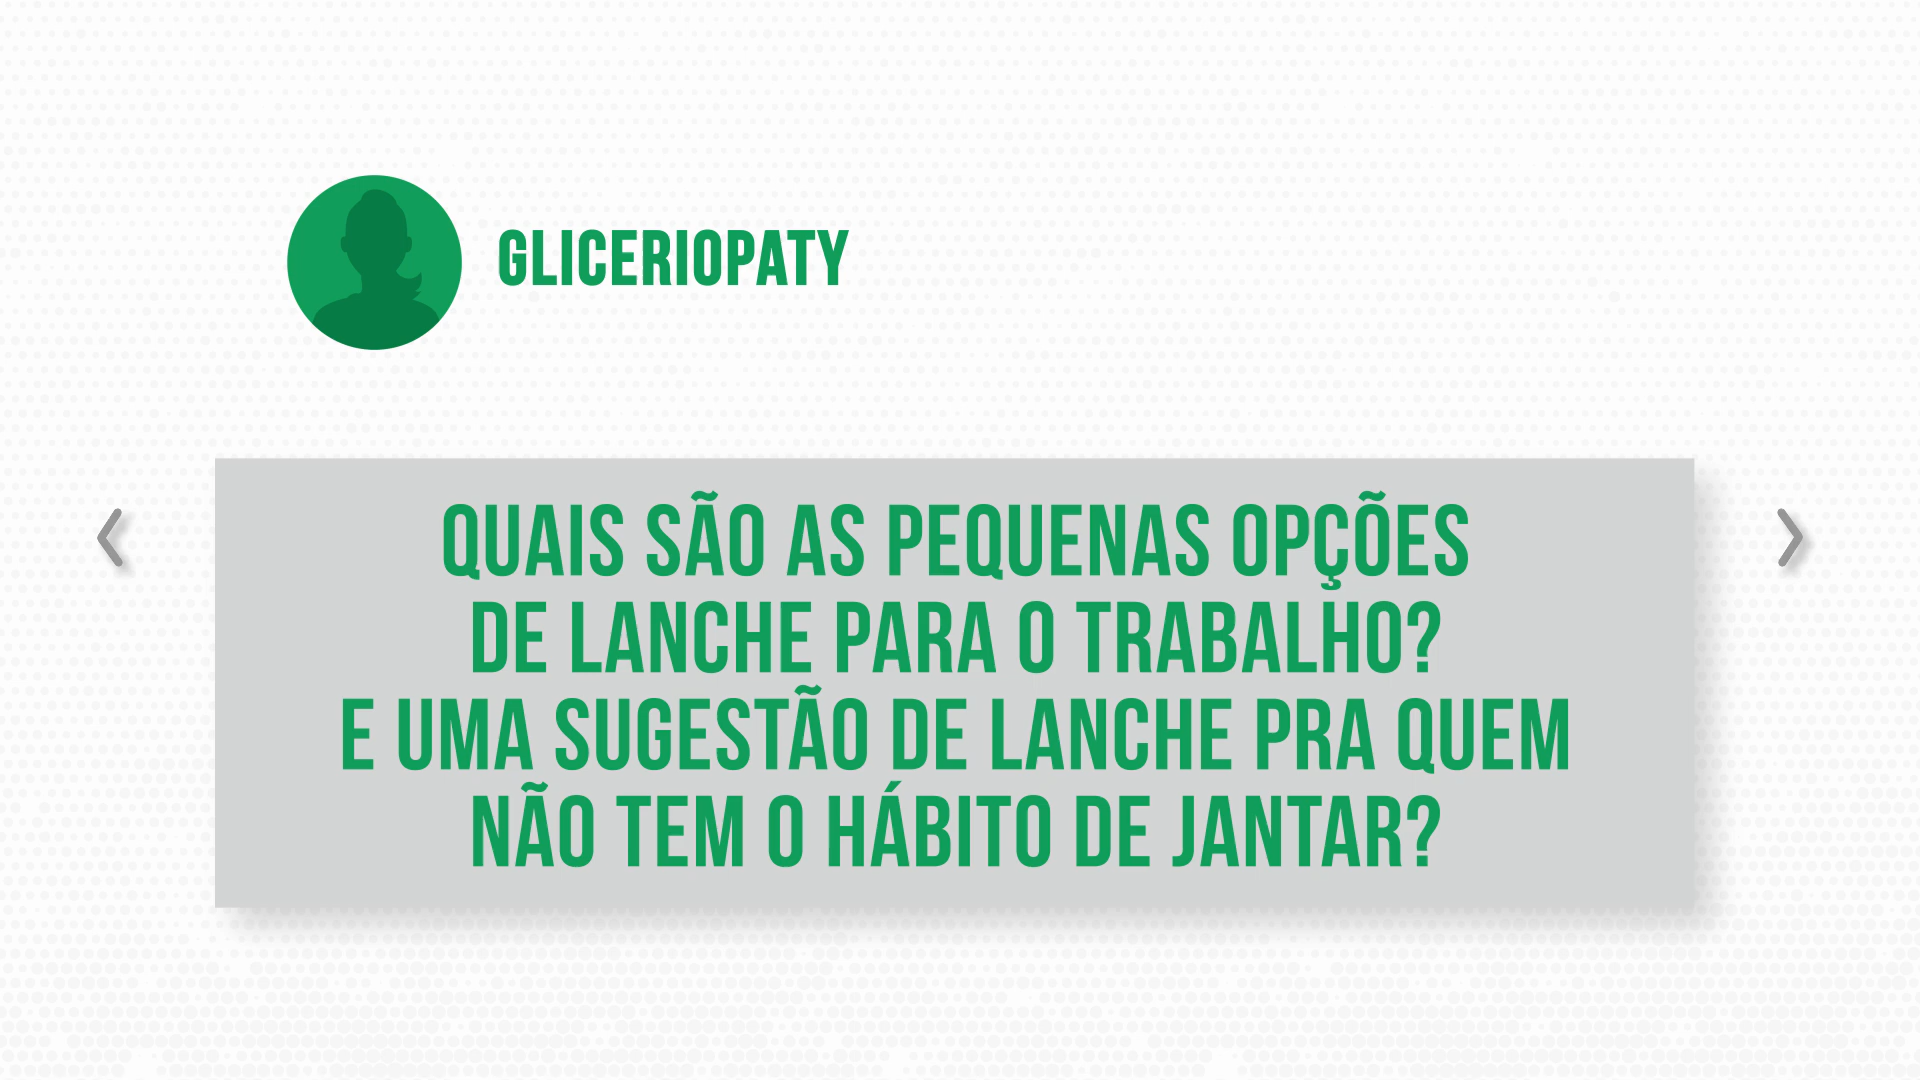 GLICERIOPATY
QUAIS SÃO AS PEQUENAS OPÇÕES
DE LANCHE PARA O TRABALHO?
E UMA SUGESTÃO DE LANCHE PRA QUEM
NÃO TEM O HÁBITO DE JANTAR?